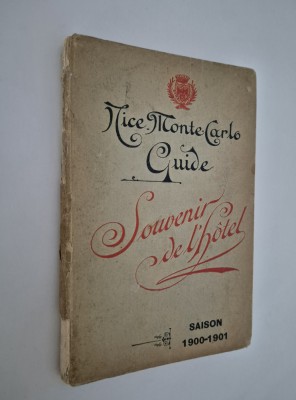 Nice-Monte-Carlo
Guide
Souvenir
de l'hôtel
SAISON
1900-1901